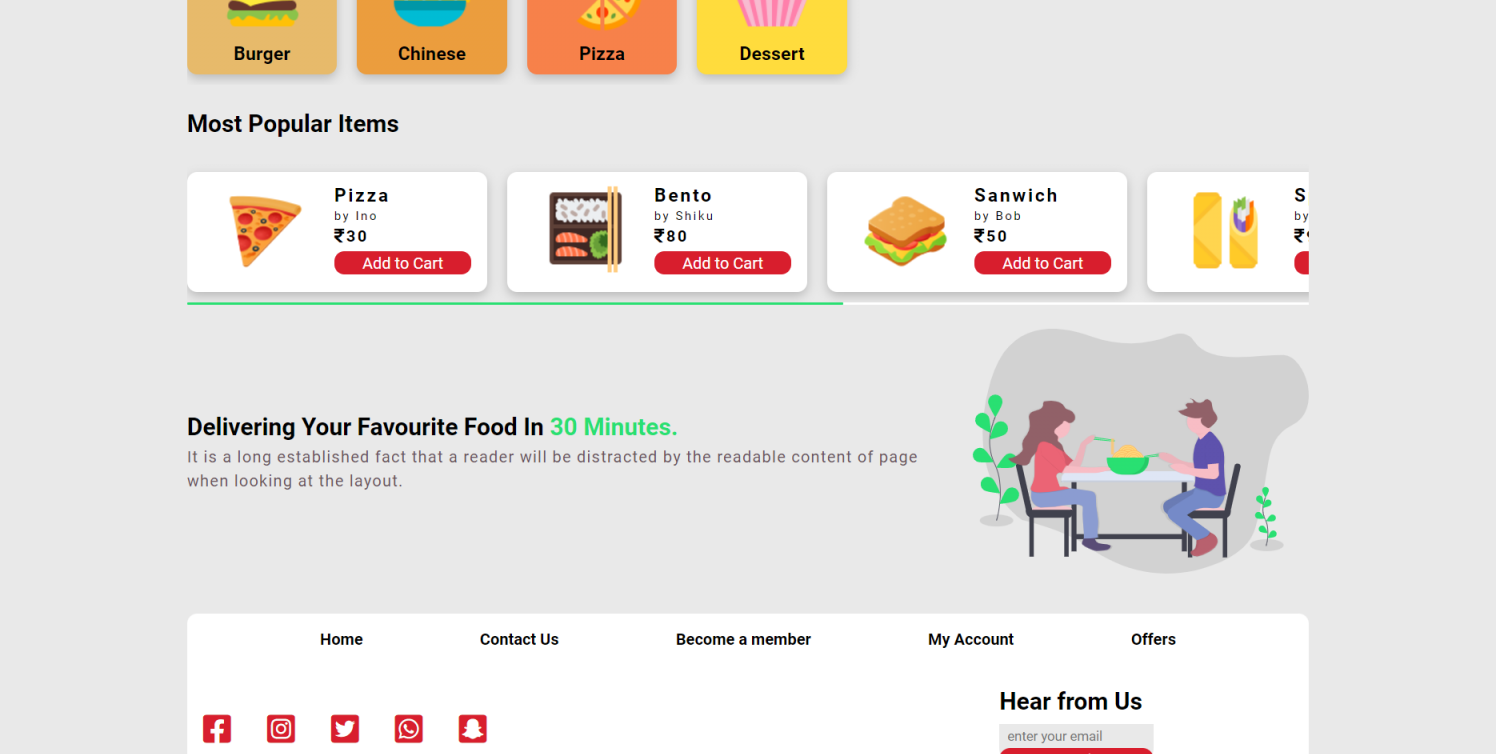 Burger
Chinese
Pizza
Dessert
Most Popular Items
Pizza
by Ino
₹30
Add to Cart
Bento
by Shiku
₹80
Add to Cart
Sanwich
by Bob
₹50
Add to Cart
by
Delivering Your Favourite Food In 30 Minutes.
It is a long established fact that a reader will be distracted by the readable content of page
when looking at the layout.
Home
Contact Us
Become a member
My Account
Offers
Hear from Us
enter your email